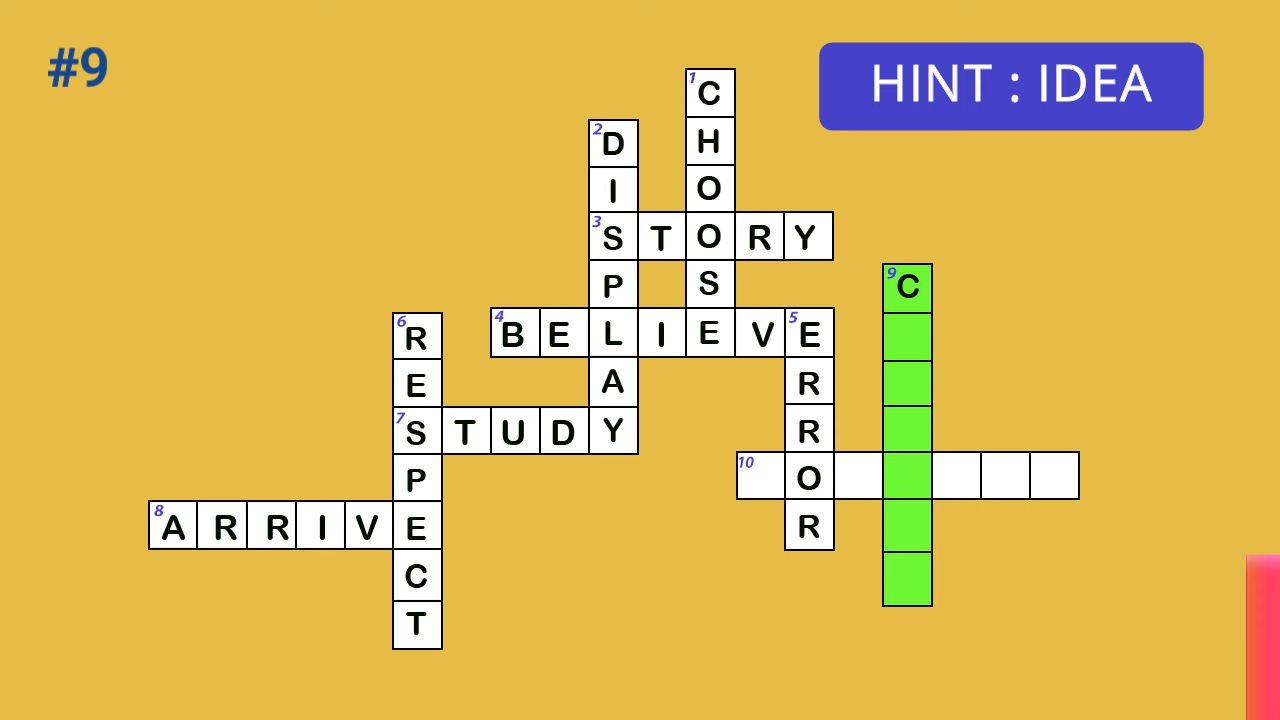 #9
HINT : IDEA
1
C
2
D
H
I
O
3
S T O R Y
P
S
9
C
6
R
4
B E L I E V
5
E
E
A
R
7
S T U D Y
R
P
10
O
8
A R R I V E
R
C
T